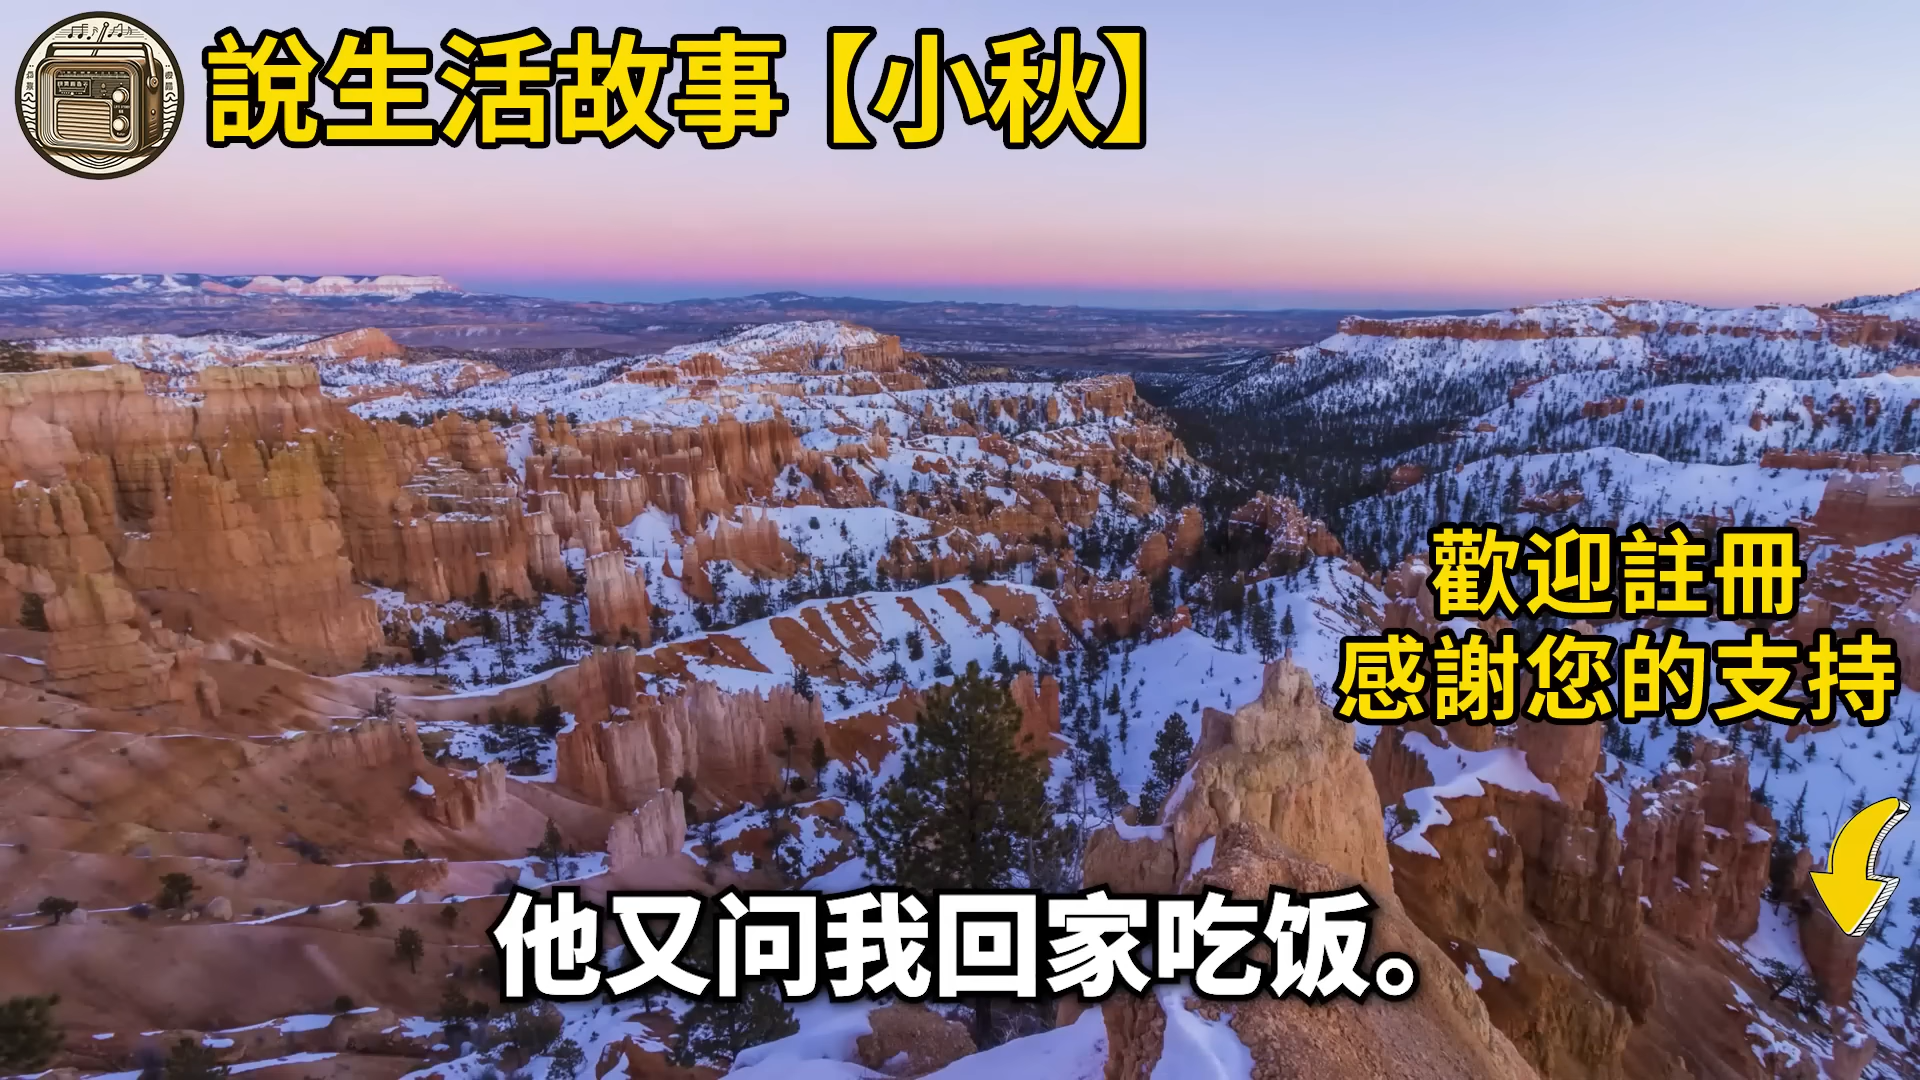 說生活故事【小秋】
歡迎註冊
感謝您的支持
他又问我回家吃饭。